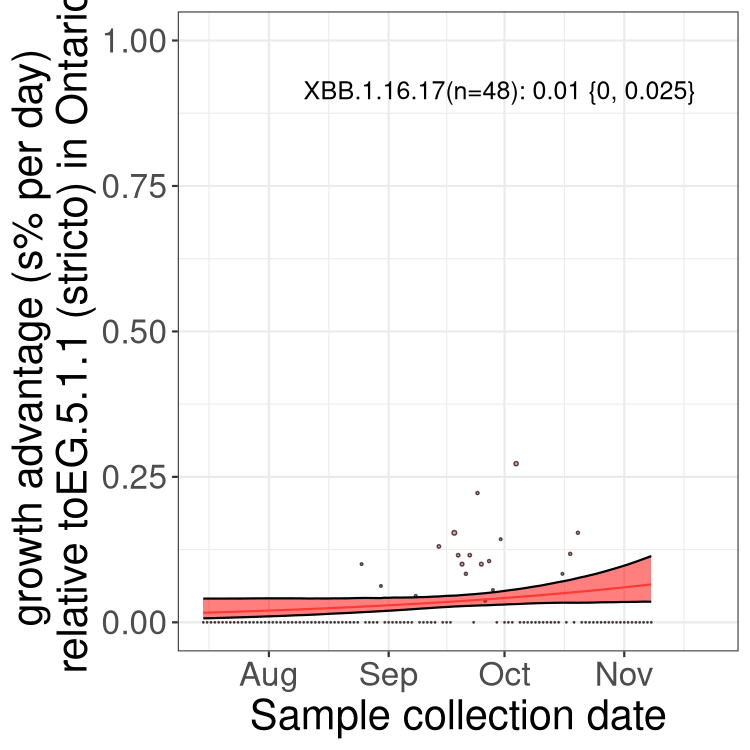 growth advantage (s% per day)
relative toEG.5.1.1 (stricto) in Ontario
1.00
0.75
0.50
0.25
0.00
XBB.1.16.17(n=48): 0.01 {0, 0.025}
Aug Sep Oct Nov
Sample collection date